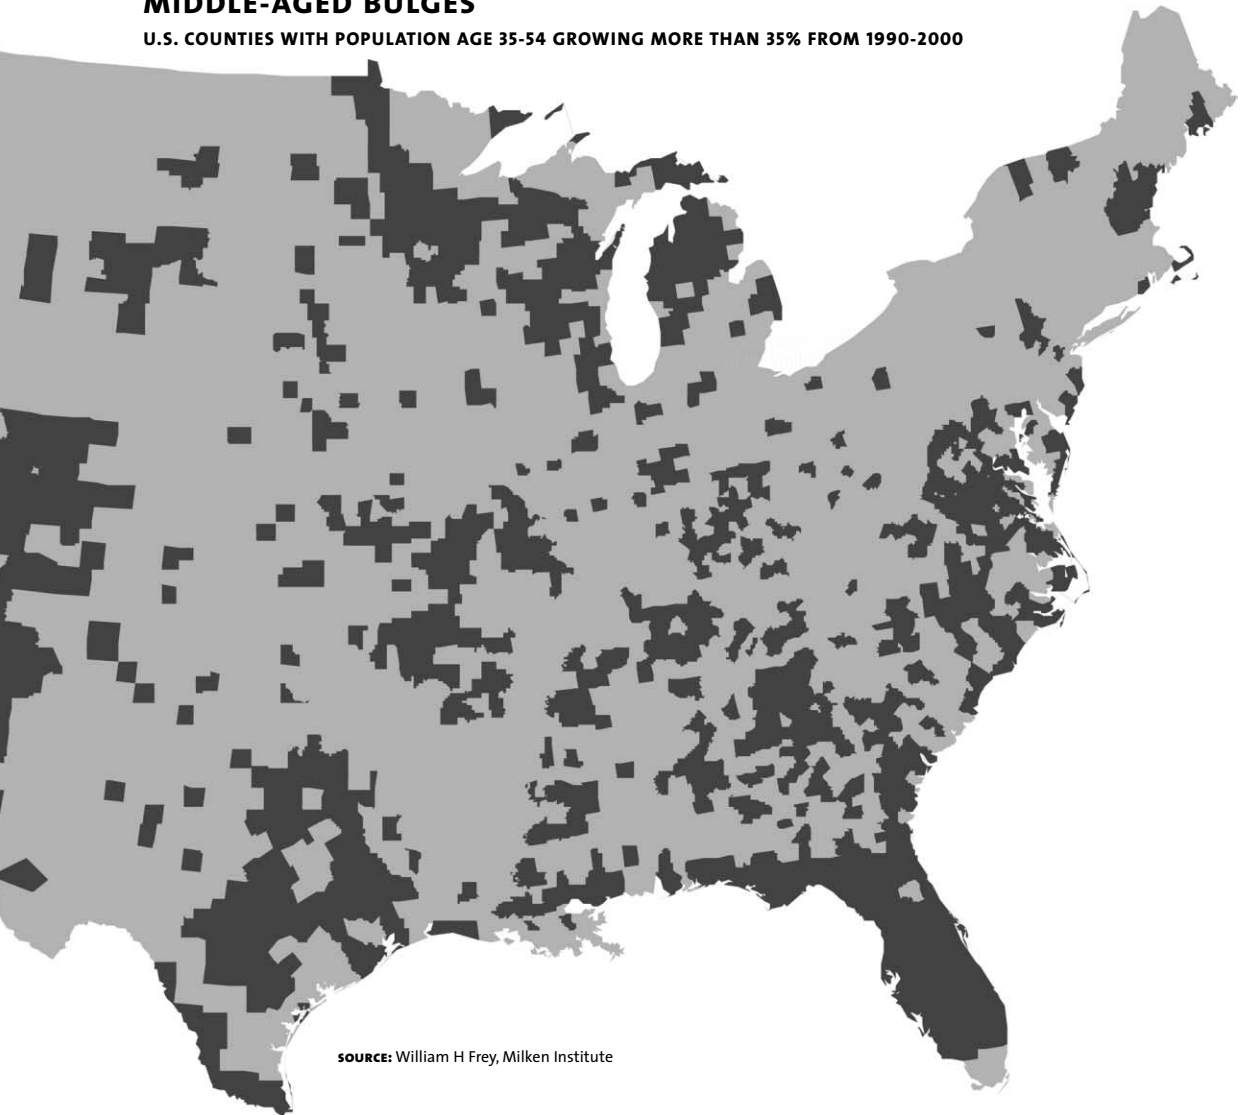 MIDDLE-AGED BULGES
U.S. COUNTIES WITH POPULATION AGE 35-54 GROWING MORE THAN 35% FROM 1990-2000
SOURCE: William H Frey, Milken Institute